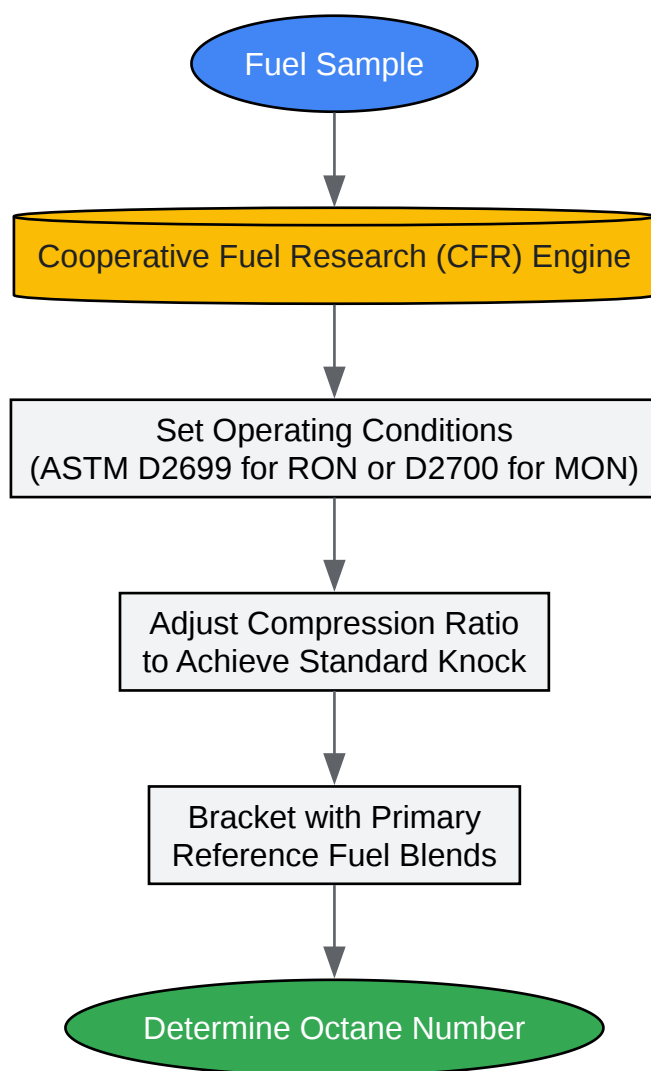 Fuel Sample
Cooperative Fuel Research (CFR) Engine
Set Operating Conditions
(ASTM D2699 for RON or D2700 for MON)
Adjust Compression Ratio
to Achieve Standard Knock
Bracket with Primary
Reference Fuel Blends
Determine Octane Number